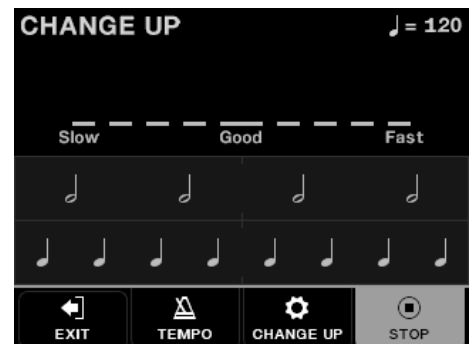 CHANGE UP ♩= 120
Slow Good Fast
EXIT TEMPO CHANGE UP STOP